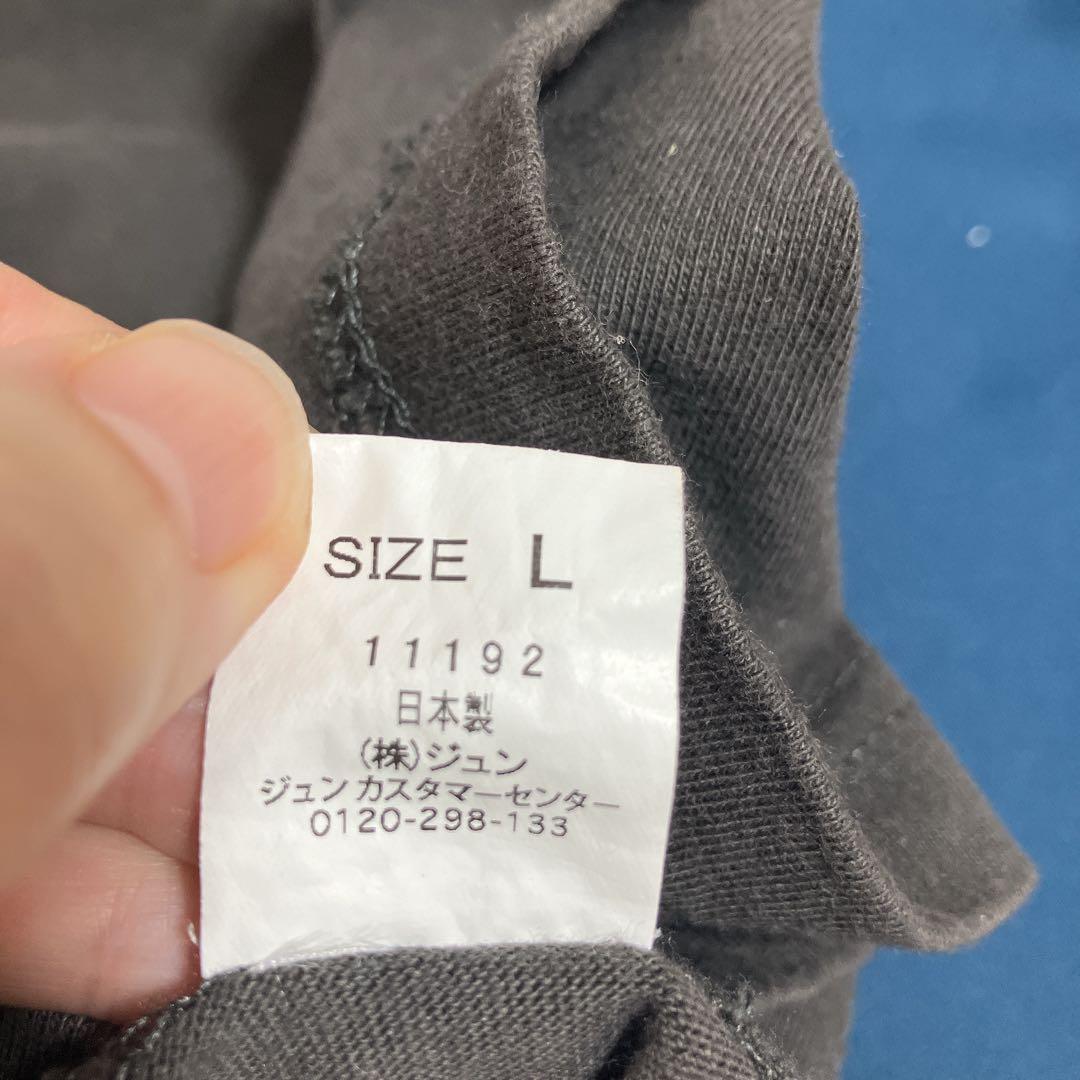 SIZE L
11192
日本製
(株)ジュン
ジュンカスタマーセンター
0120-298-133